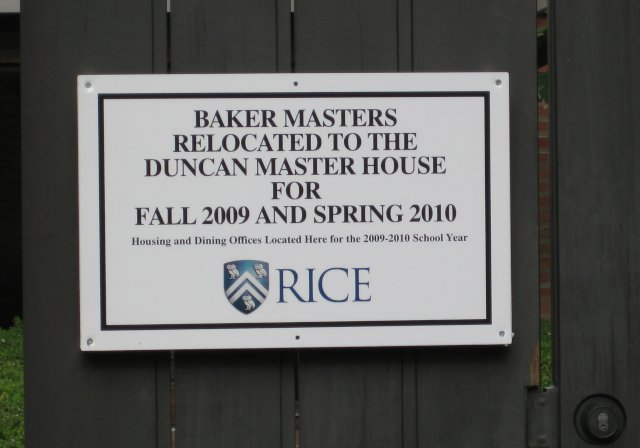 BAKER MASTERS
RELOCATED TO THE
DUNCAN MASTER HOUSE
FOR
FALL 2009 AND SPRING 2010
Housing and Dining Offices Located Here for the 2009-2010 School Year
RICE